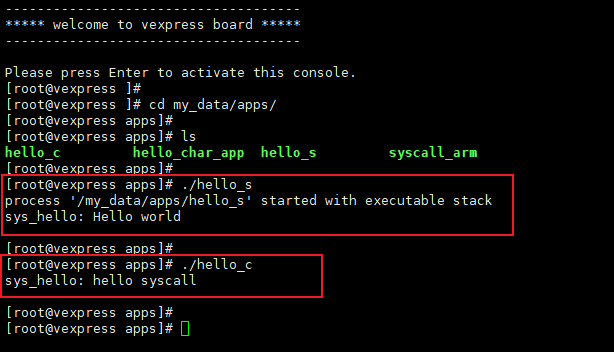 -------------------------------------
***** welcome to vexpress board *****
-------------------------------------
Please press Enter to activate this console.
[root@vexpress ]#
[root@vexpress ]# cd my_data/apps/
[root@vexpress apps]#
[root@vexpress apps]# ls
hello_c         hello_char_app  hello_s         syscall_arm
[root@vexpress apps]#
[root@vexpress apps]# ./hello_s
process '/my_data/apps/hello_s' started with executable stack
sys_hello: Hello world
[root@vexpress apps]#
[root@vexpress apps]# ./hello_c
sys_hello: hello syscall
[root@vexpress apps]#
[root@vexpress apps]#